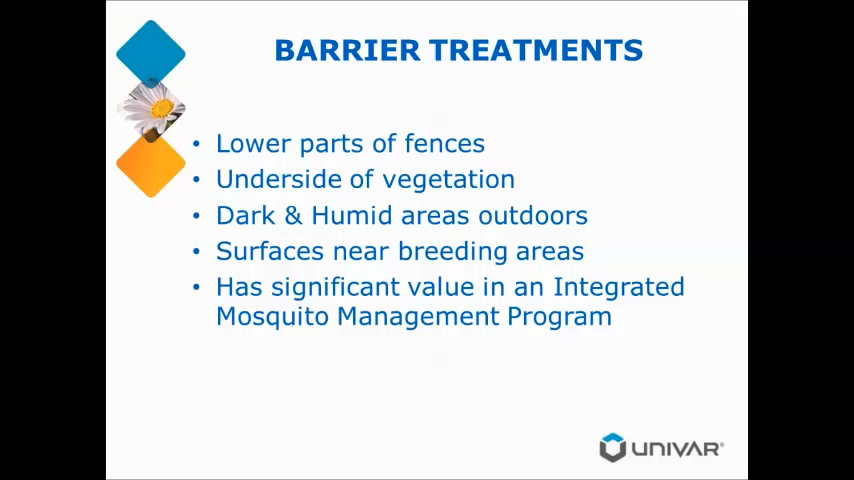 BARRIER TREATMENTS
• Lower parts of fences
• Underside of vegetation
• Dark & Humid areas outdoors
• Surfaces near breeding areas
• Has significant value in an Integrated
Mosquito Management Program
UNIVAR